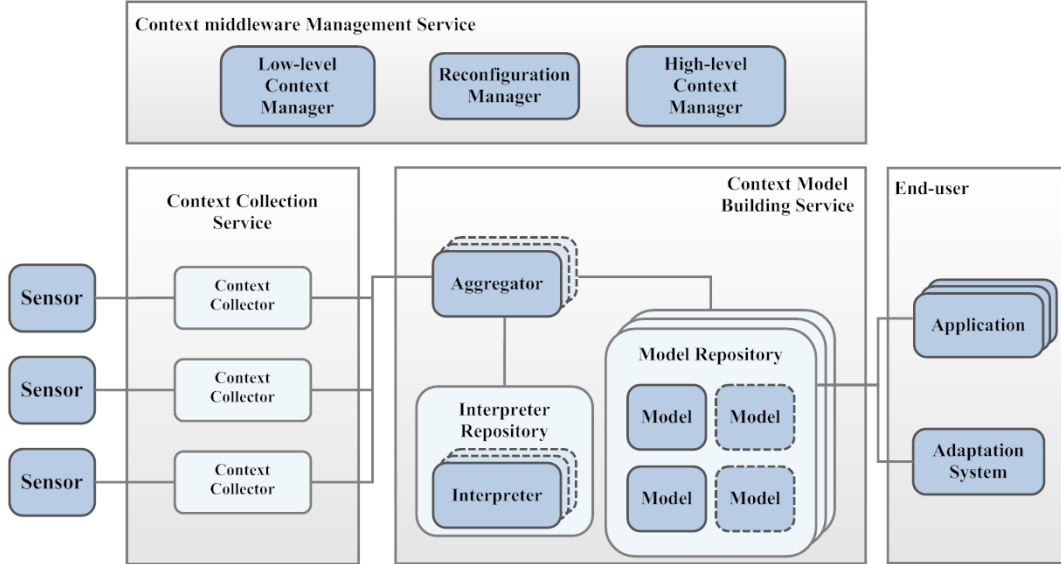 Context middleware Management Service
Low-level
Context
Manager
Reconfiguration
Manager
High-level
Context
Manager
Context Collection
Service
Sensor
Context
Collector
Sensor
Context
Collector
Sensor
Context
Collector
Context Model
Building Service
Aggregator
Interpreter
Repository
Interpreter
Model Repository
Model
Model
Model
Model
End-user
Application
Adaptation
System